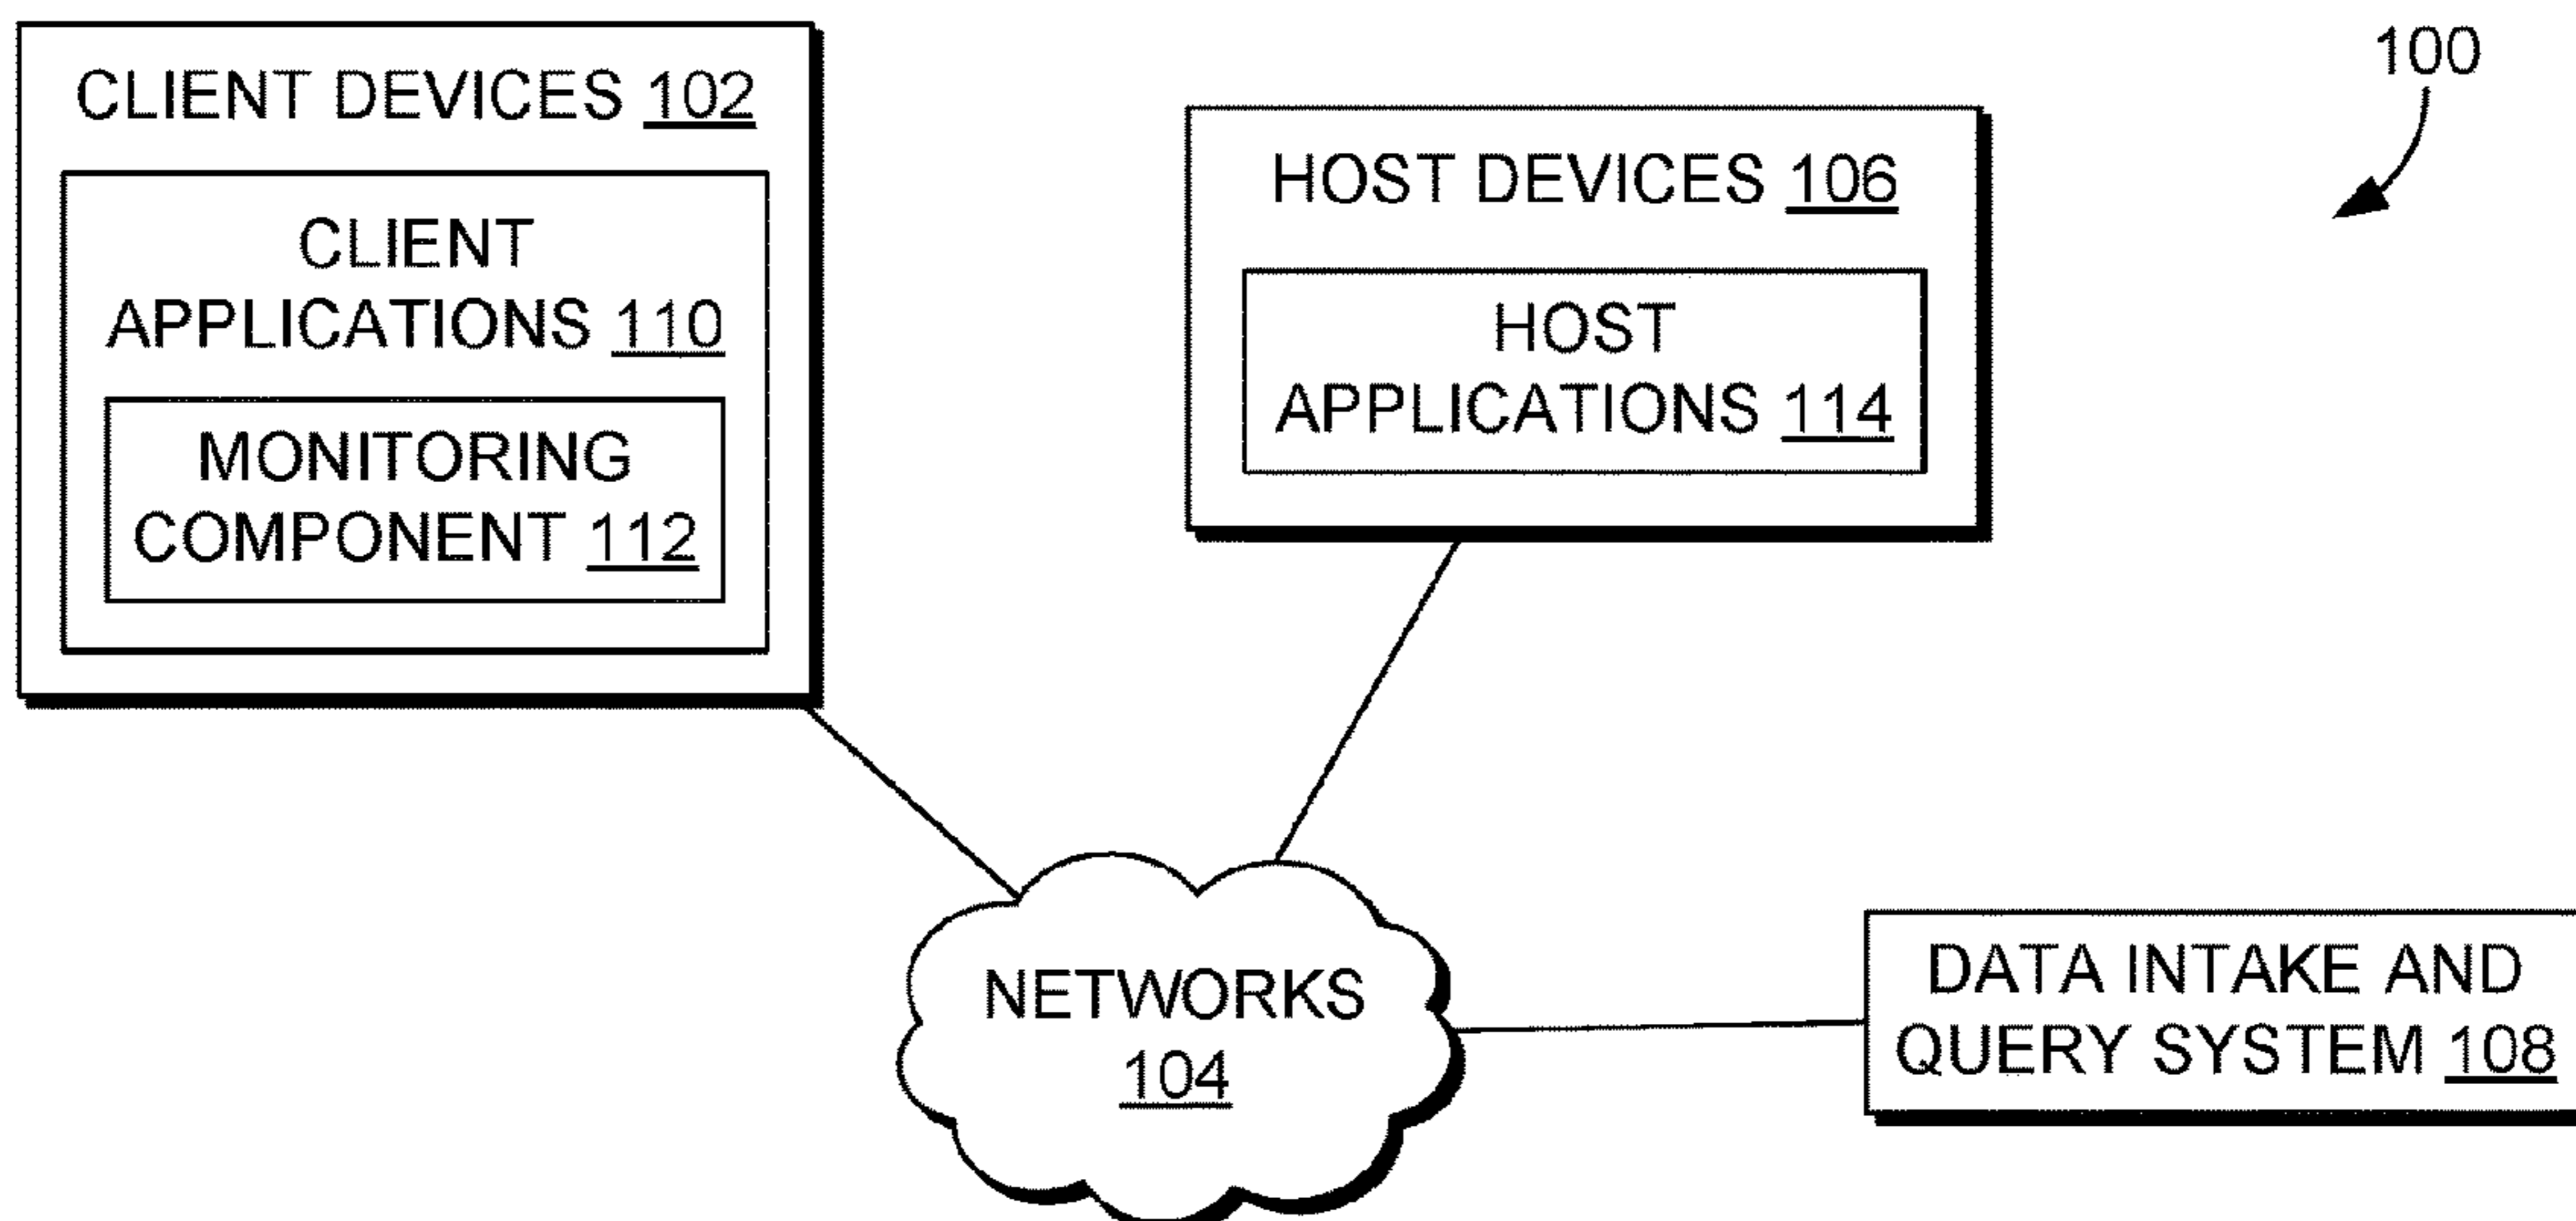 CLIENT DEVICES 102
CLIENT
APPLICATIONS 110
MONITORING
COMPONENT 112
HOST DEVICES 106
HOST
APPLICATIONS 114
100
NETWORKS
104
DATA INTAKE AND
QUERY SYSTEM 108